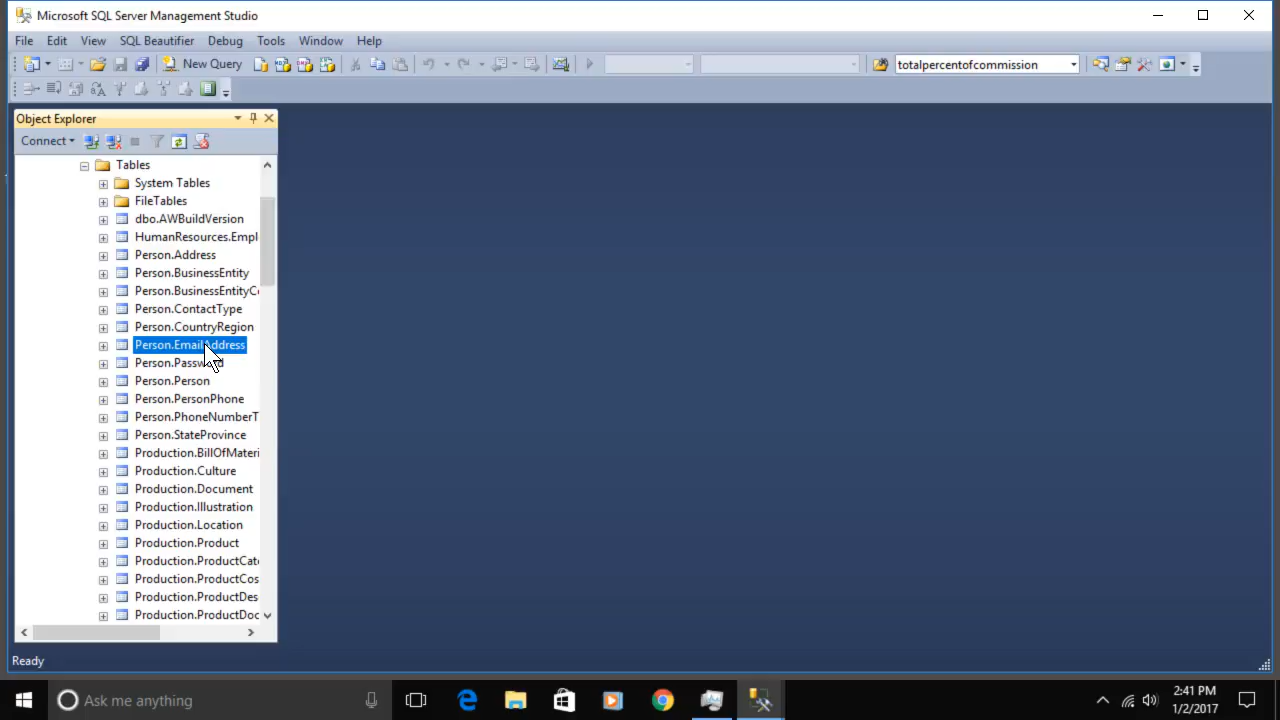 Microsoft SQL Server Management Studio
File Edit View SQL Beautifier Debug Tools Window Help
New Query totalpercentofcommission
Object Explorer
Connect
Tables
System Tables
FileTables
dbo.AWBuildVersion
HumanResources.Empl
Person.Address
Person.BusinessEntity
Person.BusinessEntityC
Person.ContactType
Person.CountryRegion
Person.EmailAddress
Person.Password
Person.Person
Person.PersonPhone
Person.PhoneNumberT
Person.StateProvince
Production.BillOfMateri
Production.Culture
Production.Document
Production.Illustration
Production.Location
Production.Product
Production.ProductCat
Production.ProductCos
Production.ProductDes
Production.ProductDoc
Ready
Ask me anything
2:41 PM
1/2/2017